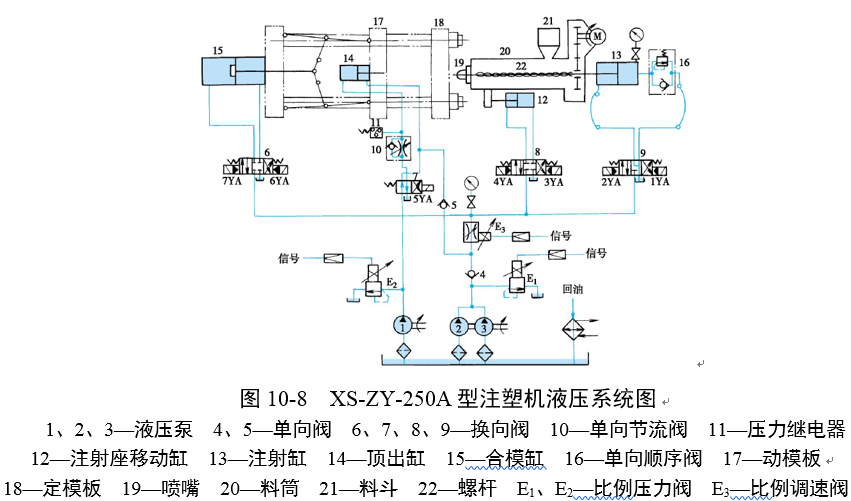 17
18
21
M
15
14
20
13
16
19
22
12
11
10
6
7YA
6YA
7
5YA
8
4YA
3YA
9
2YA
1YA
5
E₃
信号
信号
E₂
4
E₁
信号
回油
1
2
3
图 10-8 XS-ZY-250A 型注塑机液压系统图
1、2、3—液压泵 4、5—单向阀 6、7、8、9—换向阀 10—单向节流阀 11—压力继电器
12—注射座移动缸 13—注射缸 14—顶出缸 15—合模缸 16—单向顺序阀 17—动模板
18—定模板 19—喷嘴 20—料筒 21—料斗 22—螺杆 E₁、E₂—比例压力阀 E₃—比例调速阀